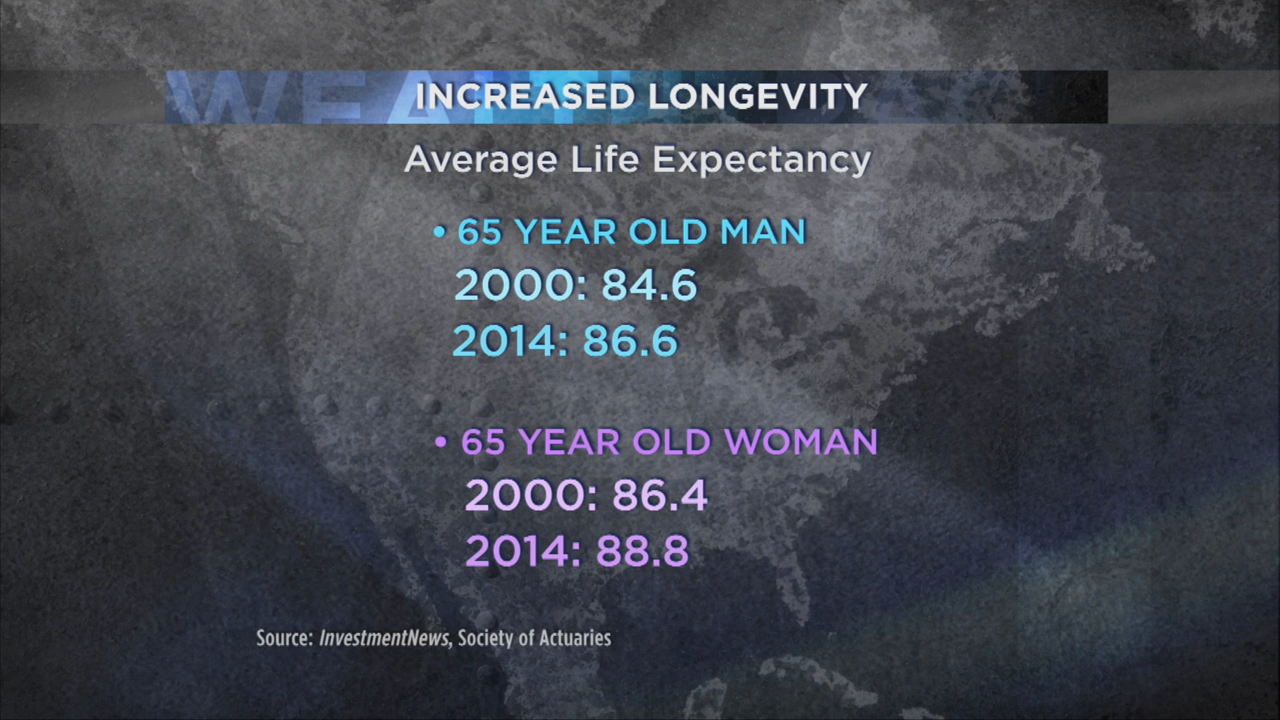 INCREASED LONGEVITY
Average Life Expectancy
• 65 YEAR OLD MAN
2000: 84.6
2014: 86.6
• 65 YEAR OLD WOMAN
2000: 86.4
2014: 88.8
Source: InvestmentNews, Society of Actuaries